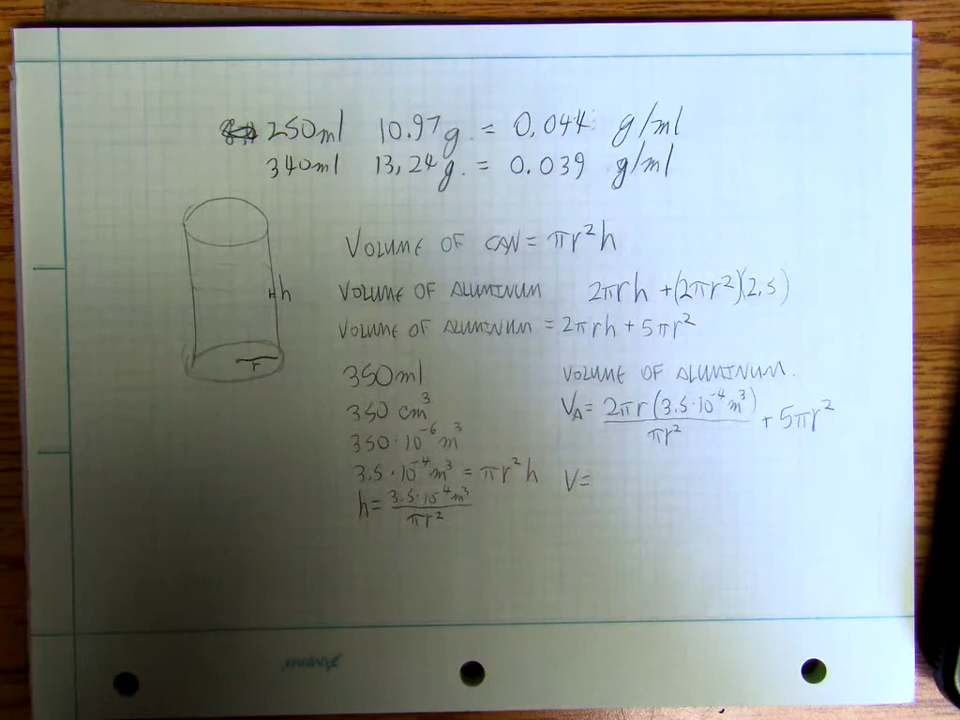 250ml 10.97g. = 0.044 g/ml
340ml 13,24g. = 0.039 g/ml
VOLUME OF CAN = πr²h
h
VOLUME OF ALUMINUM 2πrh + (2πr²)(2.5)
VOLUME OF ALUMINUM = 2πrh + 5πr²
r
350ml
350 cm³
350·10⁻⁶ m³
3.5·10⁻⁴ m³ = πr²h
h = 3.5·10⁻⁴ m³ / πr²
VOLUME OF ALUMINUM.
V_A = 2πr(3.5·10⁻⁴ m³) / πr² + 5πr²
V=